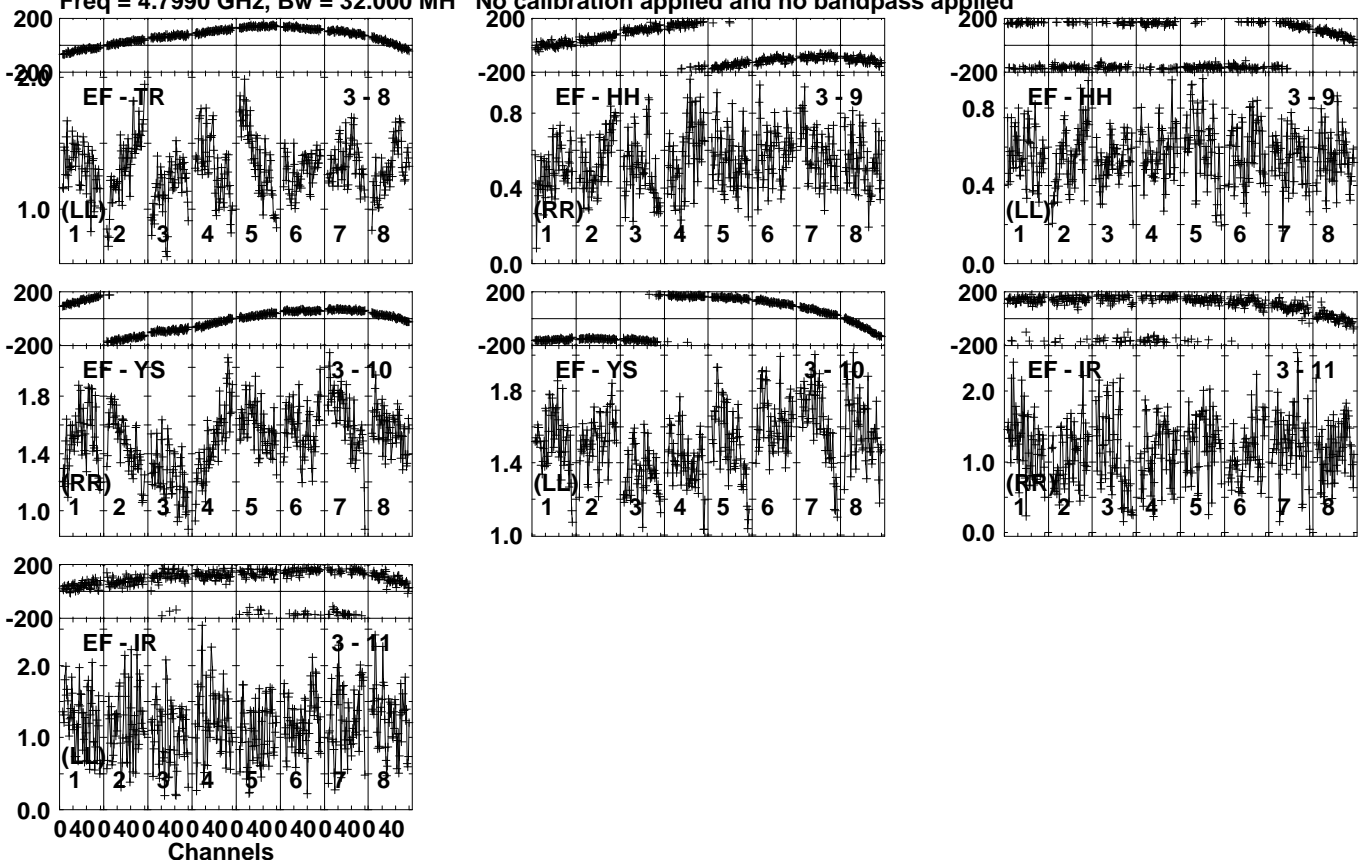 Freq = 4.7990 GHz, Bw = 32.000 MH No calibration applied and no bandpass applied
200
-200
2.0
1.0
EF - TR 3 - 8
(LL)
1 2 3 4 5 6 7 8
200
-200
0.8
0.4
0.0
EF - HH 3 - 9
(RR)
1 2 3 4 5 6 7 8
200
-200
0.8
0.4
0.0
EF - HH 3 - 9
(LL)
1 2 3 4 5 6 7 8
200
-200
1.8
1.4
1.0
EF - YS 3 - 10
(RR)
1 2 3 4 5 6 7 8
200
-200
1.8
1.4
1.0
EF - YS 3 - 10
(LL)
1 2 3 4 5 6 7 8
200
-200
2.0
1.0
0.0
EF - IR 3 - 11
(RR)
1 2 3 4 5 6 7 8
200
-200
2.0
1.0
0.0
EF - IR 3 - 11
(LL)
1 2 3 4 5 6 7 8
0 40 0 40 0 40 0 40 0 40 0 40 0 40 0 40
Channels